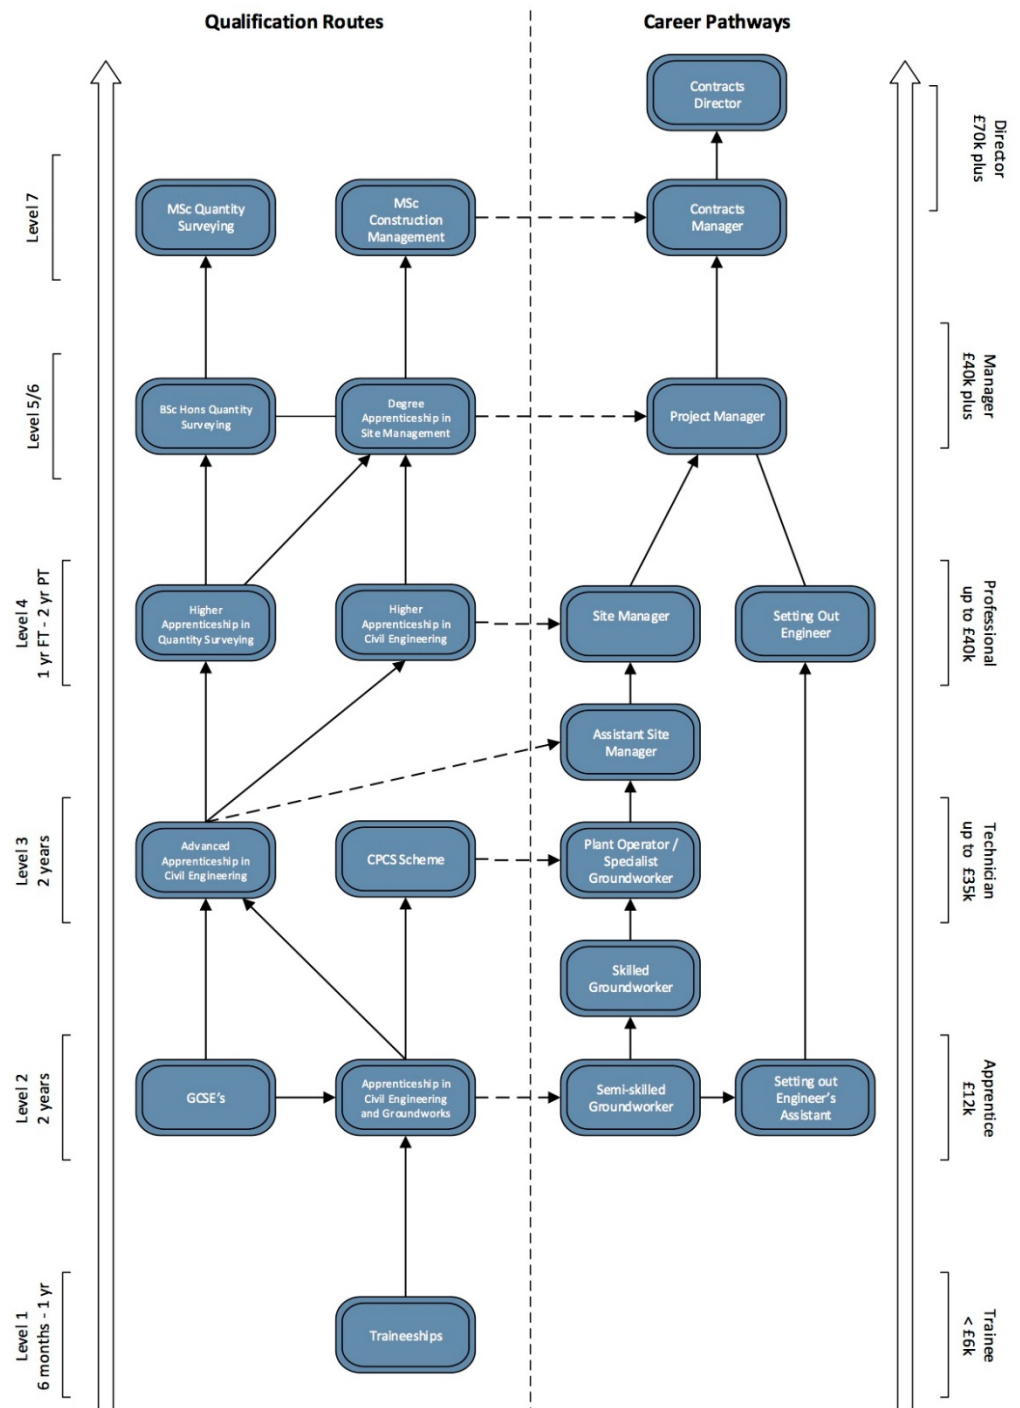 Qualification Routes
Career Pathways
Contracts
Director
Director
£70k plus
Level 7
MSc Quantity
Surveying
MSc
Construction
Management
Contracts
Manager
Level 5/6
BSc Hons Quantity
Surveying
Degree
Apprenticeship in
Site Management
Project Manager
Manager
£40k plus
Level 4
1 yr FT - 2 yr PT
Higher
Apprenticeship in
Quantity Surveying
Higher
Apprenticeship in
Civil Engineering
Site Manager
Setting Out
Engineer
Professional
up to £40k
Assistant Site
Manager
Level 3
2 years
Advanced
Apprenticeship in
Civil Engineering
CPCS Scheme
Plant Operator /
Specialist
Groundworker
Technician
up to £35k
Skilled
Groundworker
Level 2
2 years
GCSE's
Apprenticeship in
Civil Engineering
and Groundworks
Semi-skilled
Groundworker
Setting out
Engineer's
Assistant
Apprentice
£12k
Level 1
6 months - 1 yr
Traineeships
Trainee
< £6k